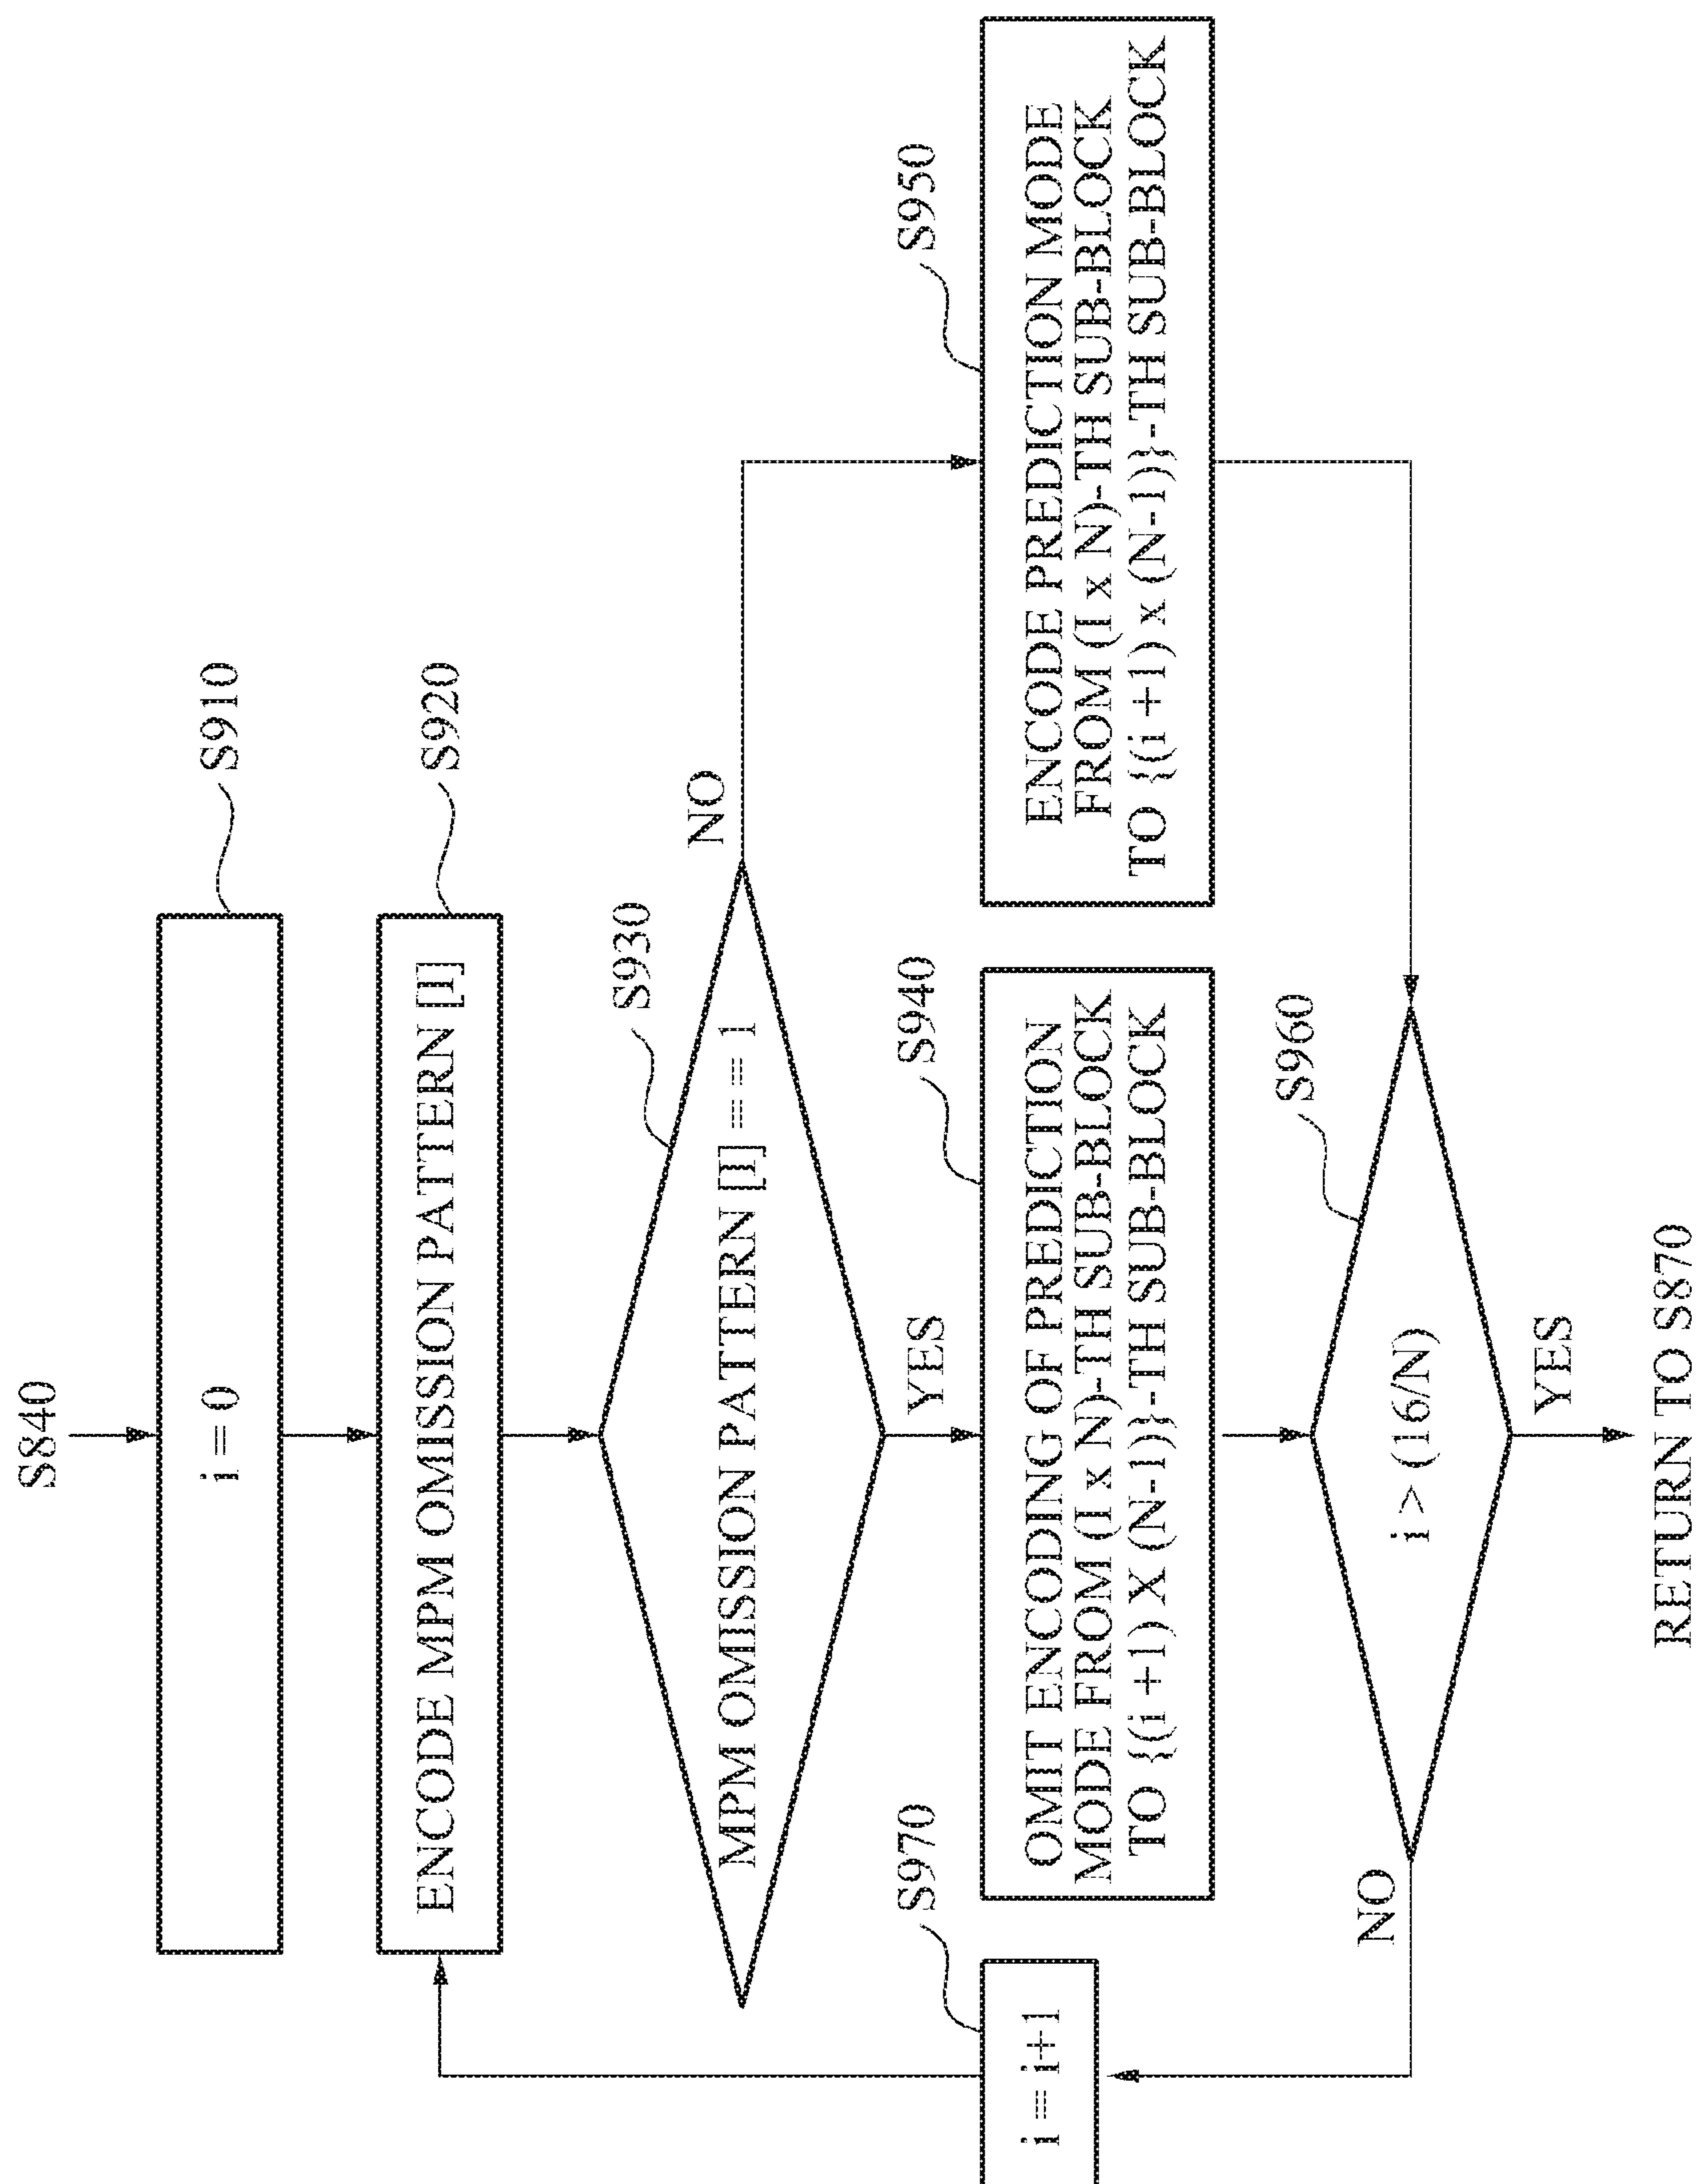 S840
i = 0
S910
ENCODE MPM OMISSION PATTERN [I]
S920
MPM OMISSION PATTERN [I] = = 1
S930
NO
YES
OMIT ENCODING OF PREDICTION
MODE FROM (I x N)-TH SUB-BLOCK
TO {(i +1) X (N-1)}-TH SUB-BLOCK
S940
ENCODE PREDICTION MODE
FROM (I x N)-TH SUB-BLOCK
TO {(i +1) x (N-1)}-TH SUB-BLOCK
S950
i = i+1
S970
i > (16/N)
S960
NO
YES
RETURN TO S870